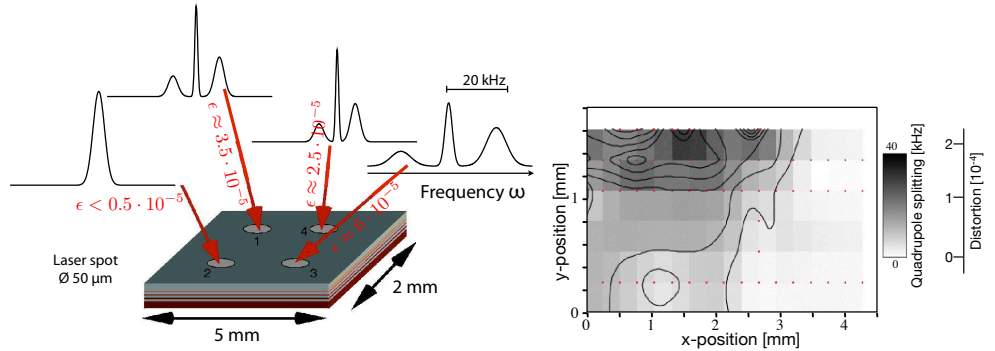 20 kHz
Frequency ω
ϵ ≈ 3.5 · 10⁻⁵
ϵ ≈ 2.5 · 10⁻⁵
ϵ < 0.5 · 10⁻⁵
≈ 6 · 10⁻⁵
1
4
2
3
Laser spot
Ø 50 µm
2 mm
5 mm
y-position [mm]
1
0
0
1
2
3
4
x-position [mm]
40
0
Quadrupole splitting [kHz]
2
0
Distortion [10⁻⁴]